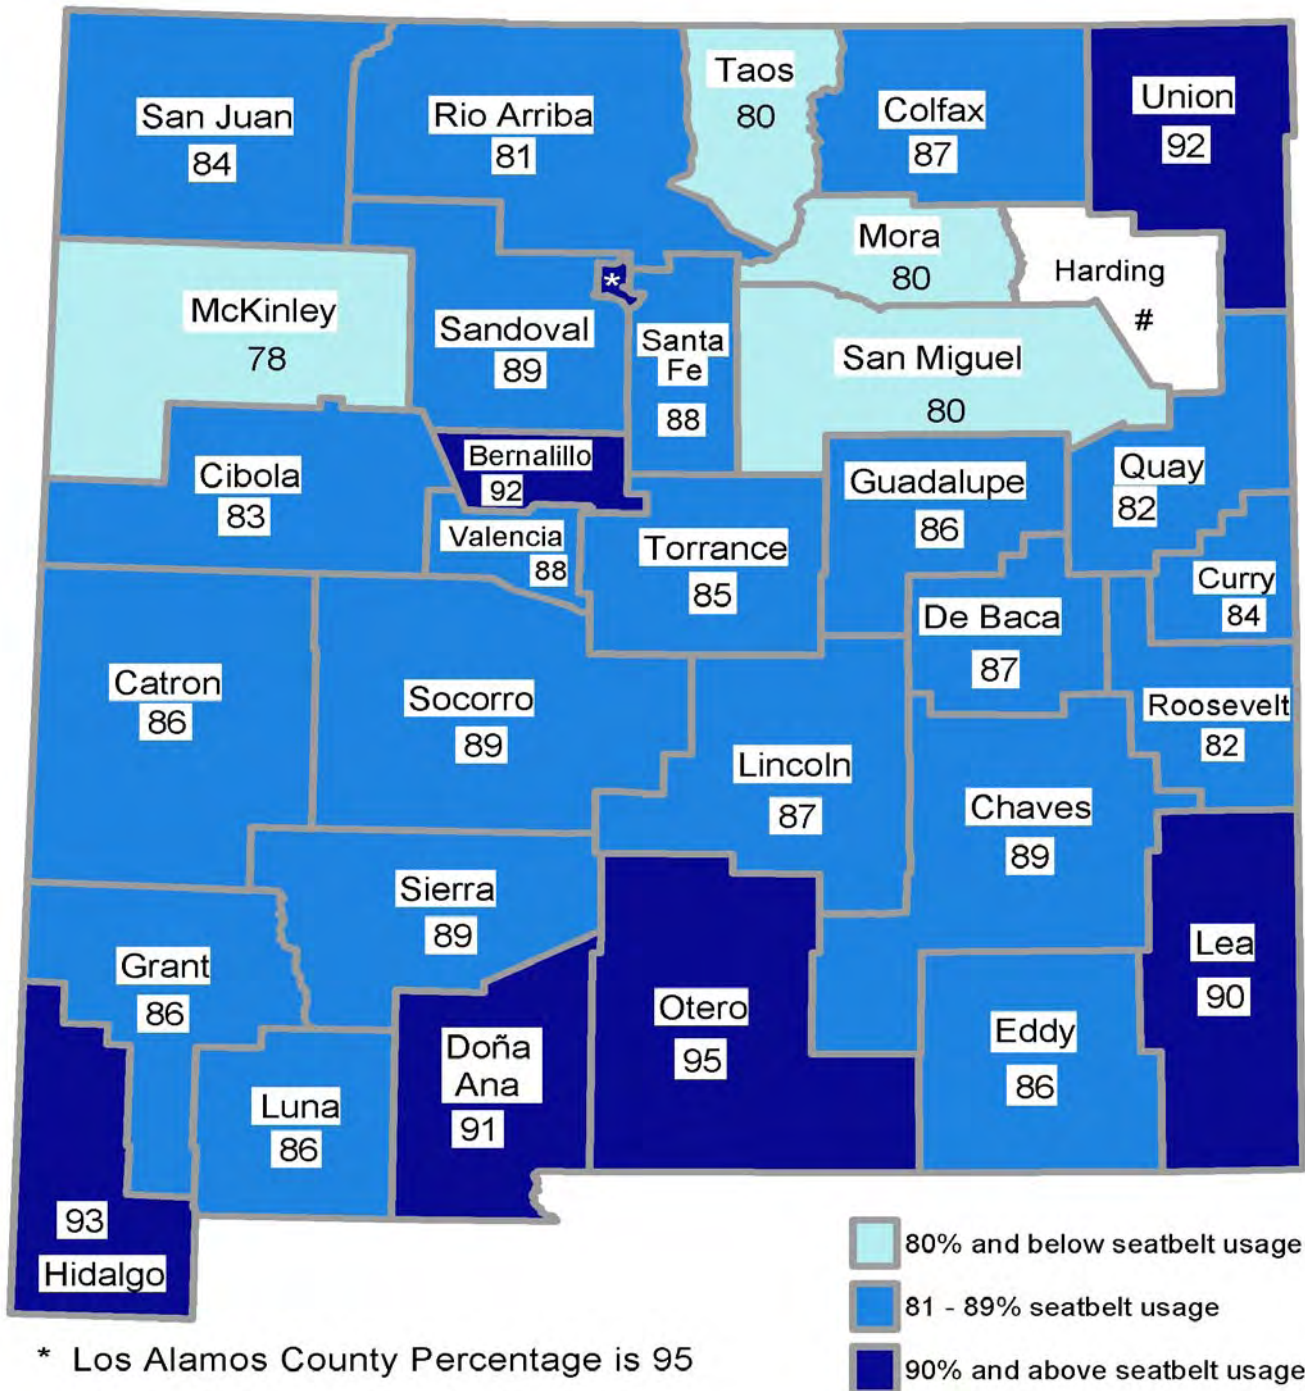 Taos
80
Union
92
Colfax
87
San Juan
84
Rio Arriba
81
Mora
80
Harding
#
*
McKinley
78
Sandoval
89
Santa
Fe
88
San Miguel
80
Bernalillo
92
Cibola
83
Guadalupe
86
Quay
82
Valencia
88
Torrance
85
Curry
84
De Baca
87
Catron
86
Socorro
89
Roosevelt
82
Lincoln
87
Chaves
89
Sierra
89
Grant
86
Lea
90
Otero
95
Eddy
86
Doña
Ana
91
Luna
86
93
Hidalgo
80% and below seatbelt usage
81 - 89% seatbelt usage
90% and above seatbelt usage
* Los Alamos County Percentage is 95